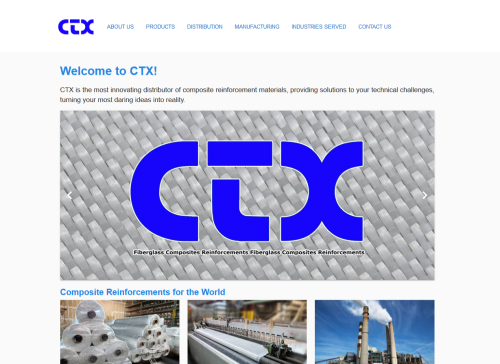 CTX ABOUT US PRODUCTS DISTRIBUTION MANUFACTURING INDUSTRIES SERVED CONTACT US
Welcome to CTX!
CTX is the most innovating distributor of composite reinforcement materials, providing solutions to your technical challenges,
turning your most daring ideas into reality.
CTX
Fiberglass Composites Reinforcements Fiberglass Composites Reinforcements
Composite Reinforcements for the World